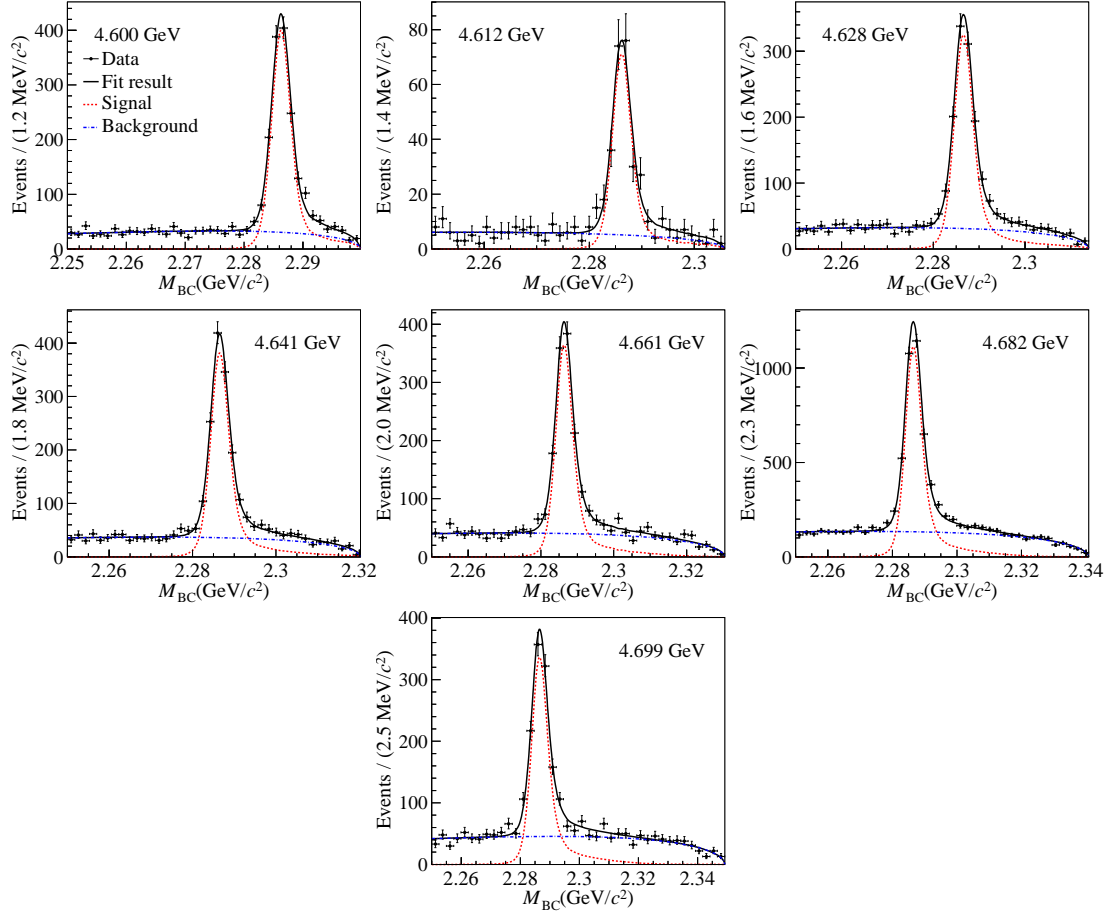 4.600 GeV
Data
Fit result
Signal
Background
Events / (1.2 MeV/c²)
0
100
200
300
400
2.25
2.26
2.27
2.28
2.29
M_BC(GeV/c²)
4.612 GeV
Events / (1.4 MeV/c²)
0
20
40
60
80
2.26
2.28
2.3
M_BC(GeV/c²)
4.628 GeV
Events / (1.6 MeV/c²)
0
100
200
300
2.26
2.28
2.3
M_BC(GeV/c²)
4.641 GeV
Events / (1.8 MeV/c²)
0
100
200
300
400
2.26
2.28
2.3
2.32
M_BC(GeV/c²)
4.661 GeV
Events / (2.0 MeV/c²)
0
100
200
300
400
2.26
2.28
2.3
2.32
M_BC(GeV/c²)
4.682 GeV
Events / (2.3 MeV/c²)
0
500
1000
2.26
2.28
2.3
2.32
2.34
M_BC(GeV/c²)
4.699 GeV
Events / (2.5 MeV/c²)
0
100
200
300
400
2.26
2.28
2.3
2.32
2.34
M_BC(GeV/c²)